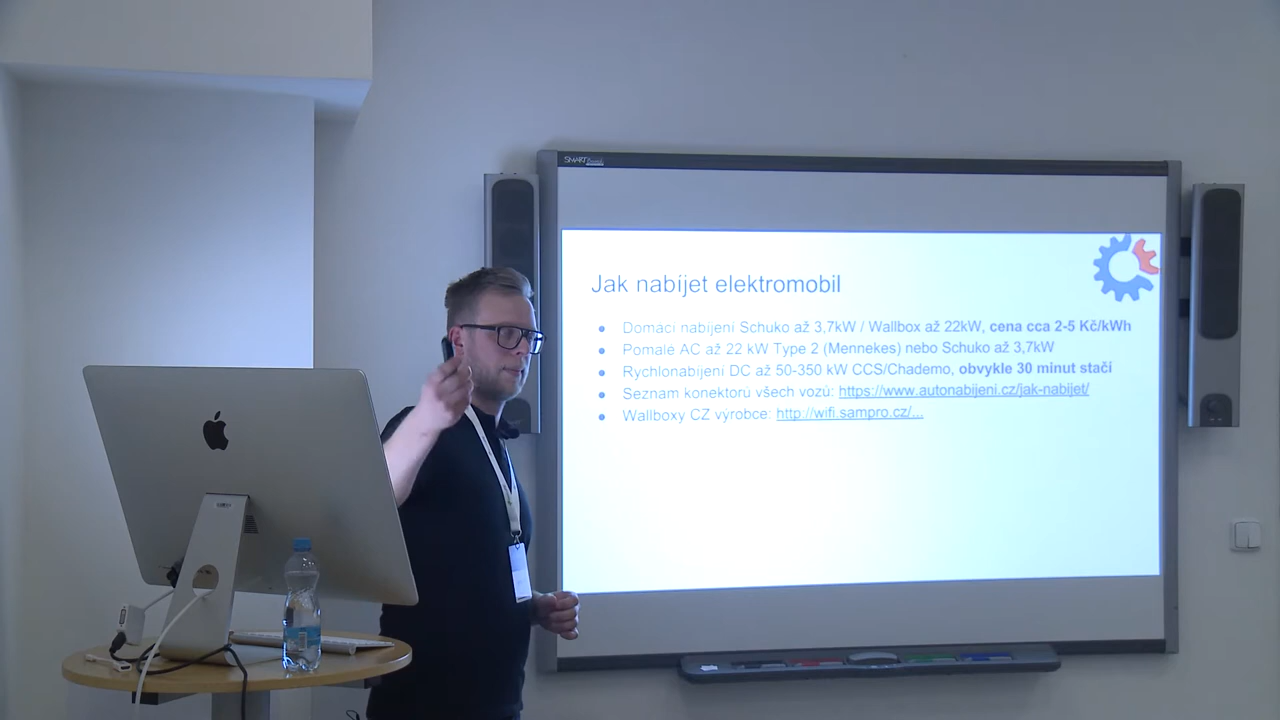 SMART Board
Jak nabíjet elektromobil
Domácí nabíjení Schuko až 3,7kW / Wallbox až 22kW, cena cca 2-5 Kč/kWh
Pomalé AC až 22 kW Type 2 (Mennekes) nebo Schuko až 3,7kW
Rychlonabíjení DC až 50-350 kW CCS/Chademo, obvykle 30 minut stačí
Seznam konektorů všech vozů: https://www.autonabijeni.cz/jak-nabijet/
Wallboxy CZ výrobce: http://wifi.sampro.cz/...